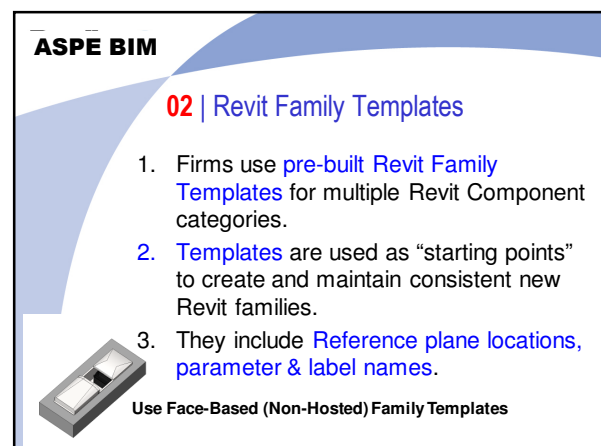 ASPE BIM
02 | Revit Family Templates
1. Firms use pre-built Revit Family
Templates for multiple Revit Component
categories.
2. Templates are used as “starting points”
to create and maintain consistent new
Revit families.
3. They include Reference plane locations,
parameter & label names.
Use Face-Based (Non-Hosted) Family Templates